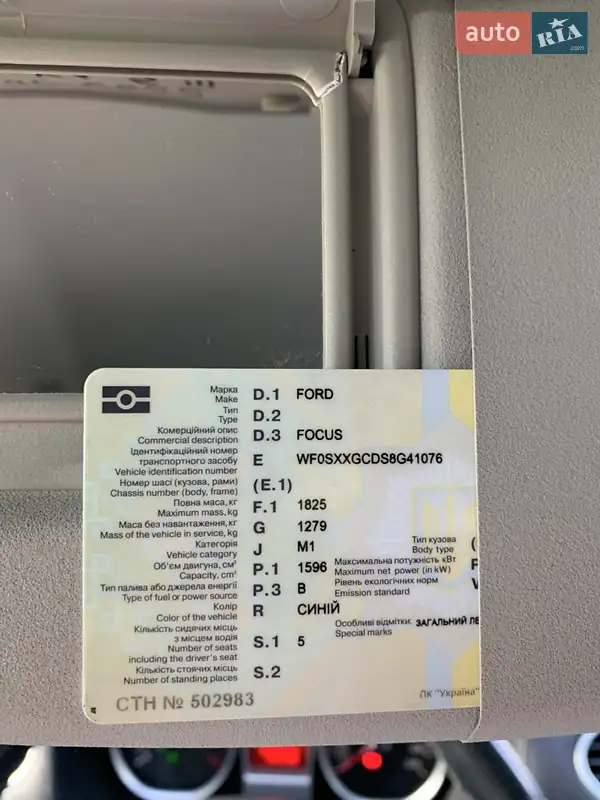 auto RIA .com
Марка
Make D.1 FORD
Тип
Type D.2
Комерційний опис
Commercial description D.3 FOCUS
Ідентифікаційний номер
транспортного засобу
Vehicle identification number E WF0SXXGCDS8G41076
Номер шасі (кузова, рами)
Chassis number (body, frame) (E.1)
Повна маса, кг
Maximum mass, kg F.1 1825
Маса без навантаження, кг
Mass of the vehicle in service, kg G 1279
Категорія
Vehicle category J M1
Тип кузова
Body type (
Об'єм двигуна, см³
Capacity, cm³ P.1 1596
Максимальна потужність кВт
Maximum net power (in kW)
Тип палива або джерела енергії
Type of fuel or power source P.3 B
Рівень екологічних норм
Emission standard
Колір
Color of the vehicle R СИНІЙ
Особливі відмітки: ЗАГАЛЬНИЙ ЛЕ
Special marks
Кількість сидячих місць
з місцем водія
Number of seats
including the driver's seat S.1 5
Кількість стоячих місць
Number of standing places S.2
СТН № 502983
ПК "Україна"